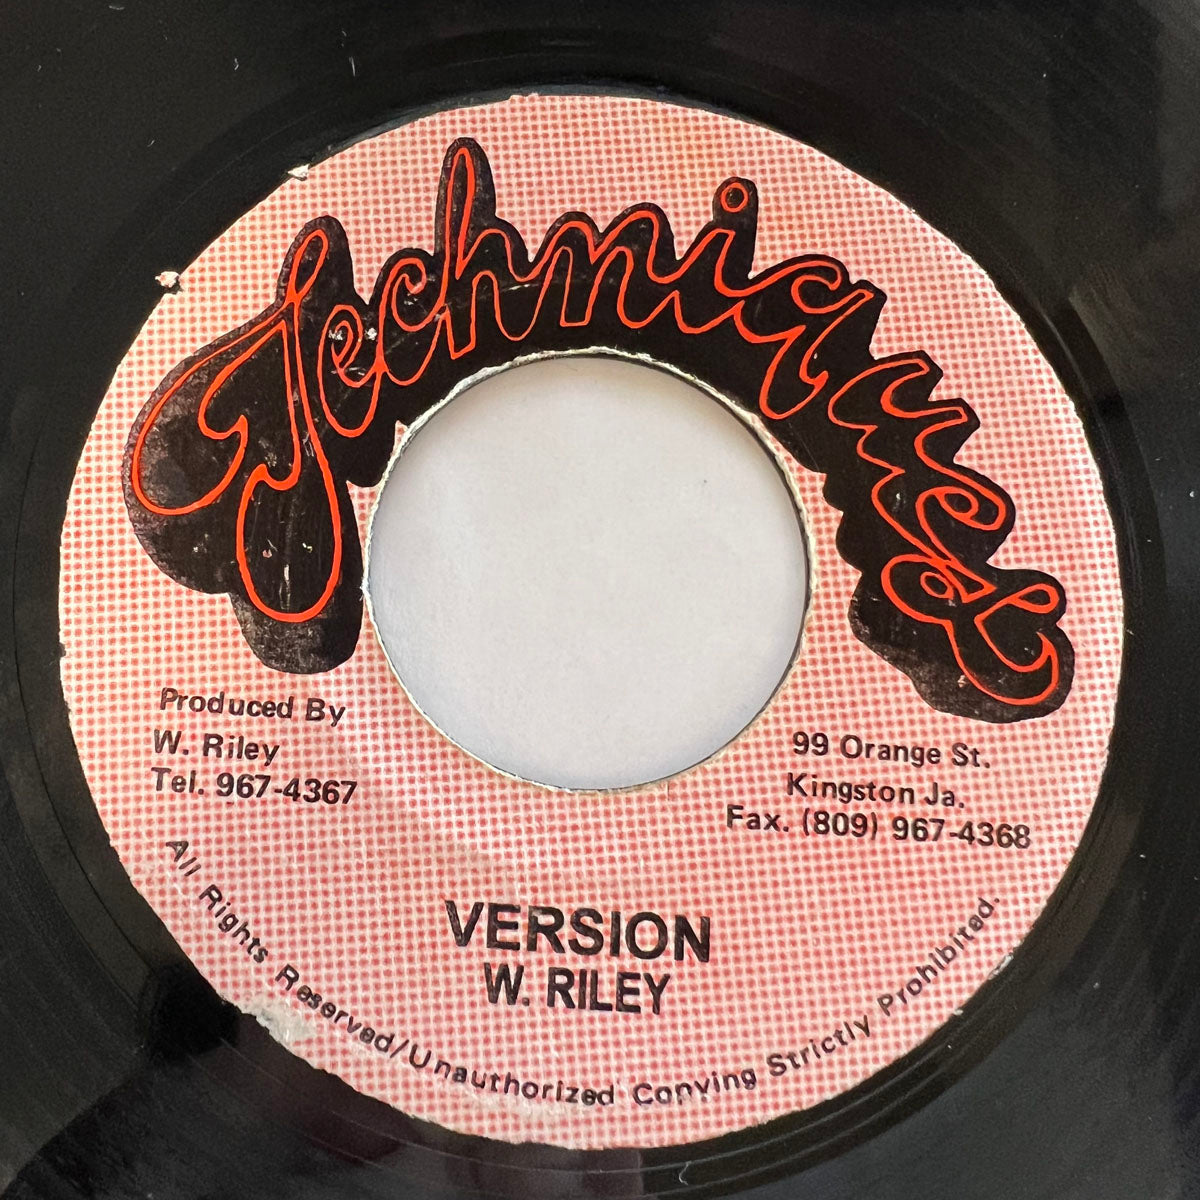 Techniques
Produced By
W. Riley
Tel. 967-4367
99 Orange St.
Kingston Ja.
Fax. (809) 967-4368
VERSION
W. RILEY
All Rights Reserved/Unauthorized Copying Strictly Prohibited.